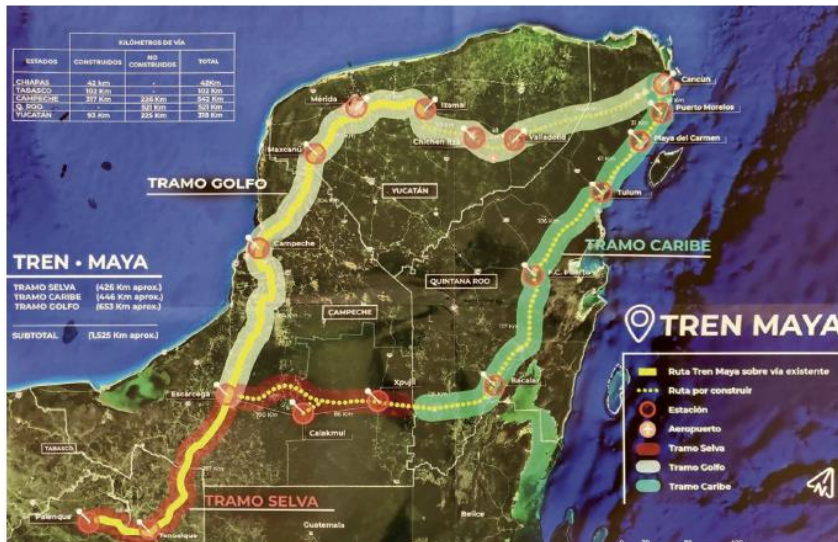 KILÓMETROS DE VÍA
ESTADOS CONSTRUIDOS NO CONSTRUIDOS TOTAL
CHIAPAS 42 km - 42Km
TABASCO 102 Km - 102 Km
CAMPECHE 317 Km 226 Km 542 Km
Q. ROO - 521 Km 521 Km
YUCATÁN 93 Km 225 Km 318 Km
Cancún
Puerto Morelos
Playa del Carmen
Mérida
Izamal
Chichén Itzá
Valladolid
Maxcanú
TRAMO GOLFO
YUCATÁN
Tulum
Campeche
TRAMO CARIBE
TREN • MAYA
TRAMO SELVA (426 Km aprox.)
TRAMO CARIBE (446 Km aprox.)
TRAMO GOLFO (653 Km aprox.)
SUBTOTAL (1,525 Km aprox.)
QUINTANA ROO
F.C. Puerto
CAMPECHE
TREN MAYA
Ruta Tren Maya sobre vía existente
Ruta por construir
Estación
Aeropuerto
Tramo Selva
Tramo Golfo
Tramo Caribe
Escárcega
Xpujil
Bacalar
Calakmul
86 Km
TABASCO
TRAMO SELVA
Palenque
Tenosique
Guatemala
Belice